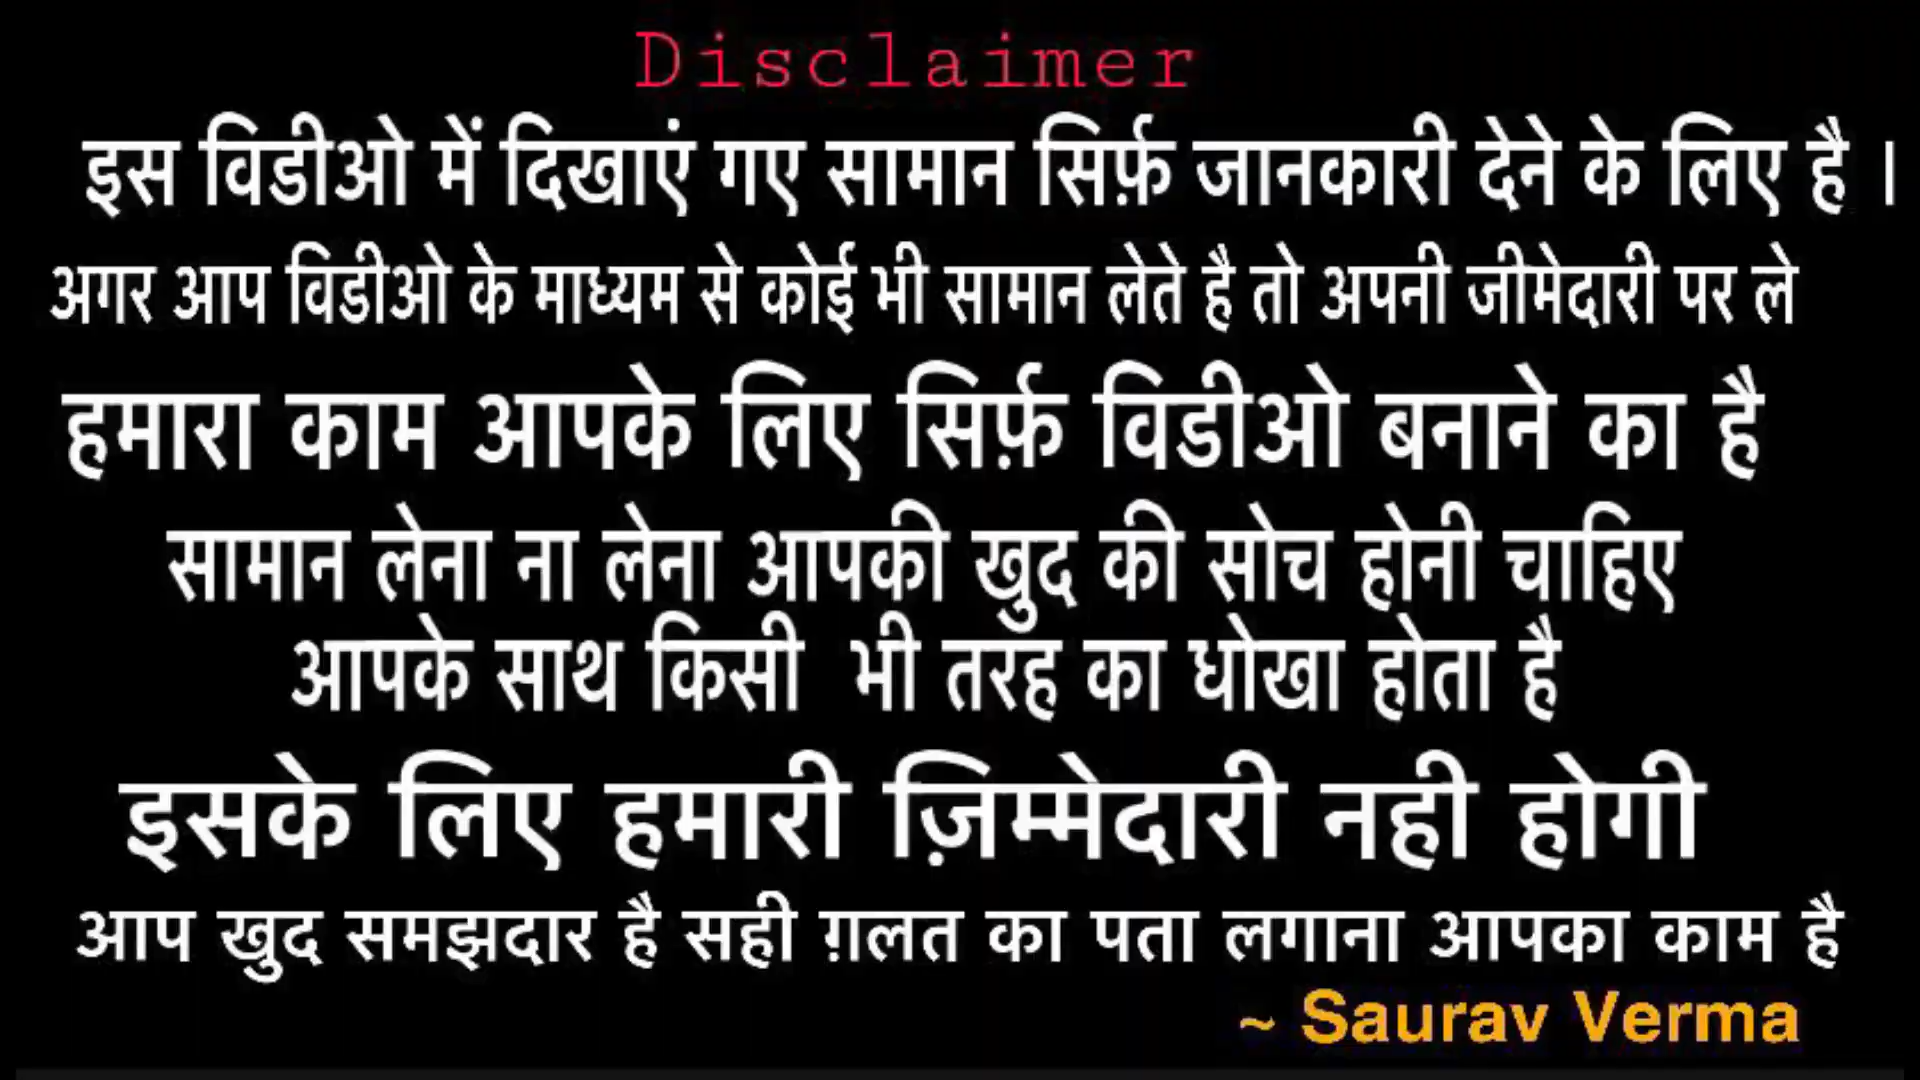 Disclaimer
इस विडीओ में दिखाएं गए सामान सिर्फ़ जानकारी देने के लिए है ।
अगर आप विडीओ के माध्यम से कोई भी सामान लेते है तो अपनी जीमेदारी पर ले
हमारा काम आपके लिए सिर्फ़ विडीओ बनाने का है
सामान लेना ना लेना आपकी खुद की सोच होनी चाहिए
आपके साथ किसी भी तरह का धोखा होता है
इसके लिए हमारी ज़िम्मेदारी नही होगी
आप खुद समझदार है सही ग़लत का पता लगाना आपका काम है
~ Saurav Verma